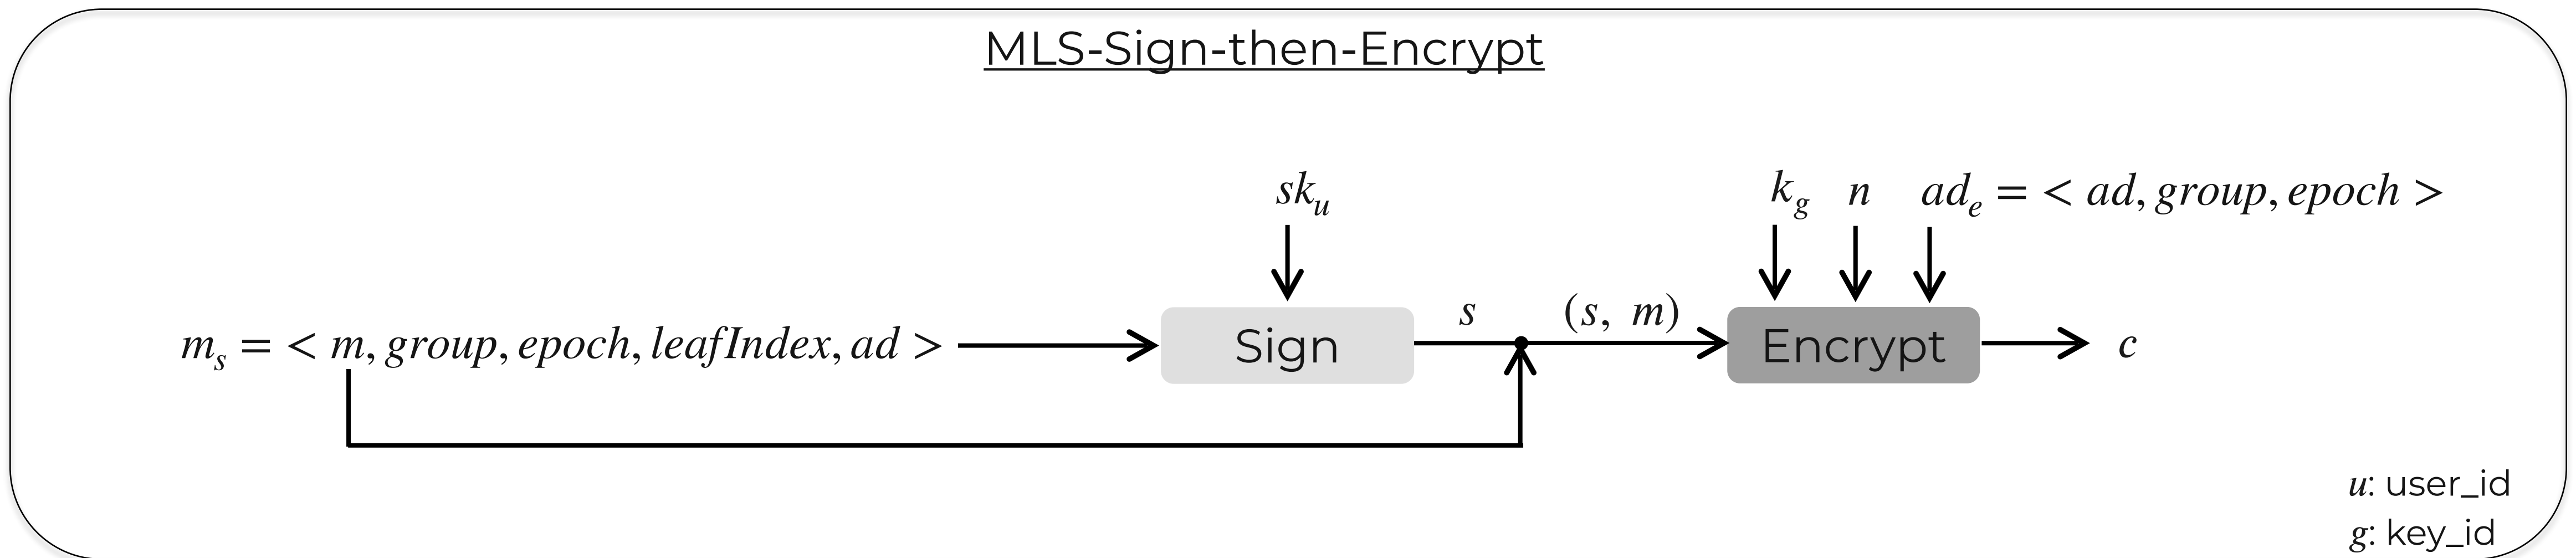 MLS-Sign-then-Encrypt
sk_u
k_g n ad_e = < ad, group, epoch >
m_s = < m, group, epoch, leafIndex, ad >
Sign
s
(s, m)
Encrypt
c
u: user_id
g: key_id